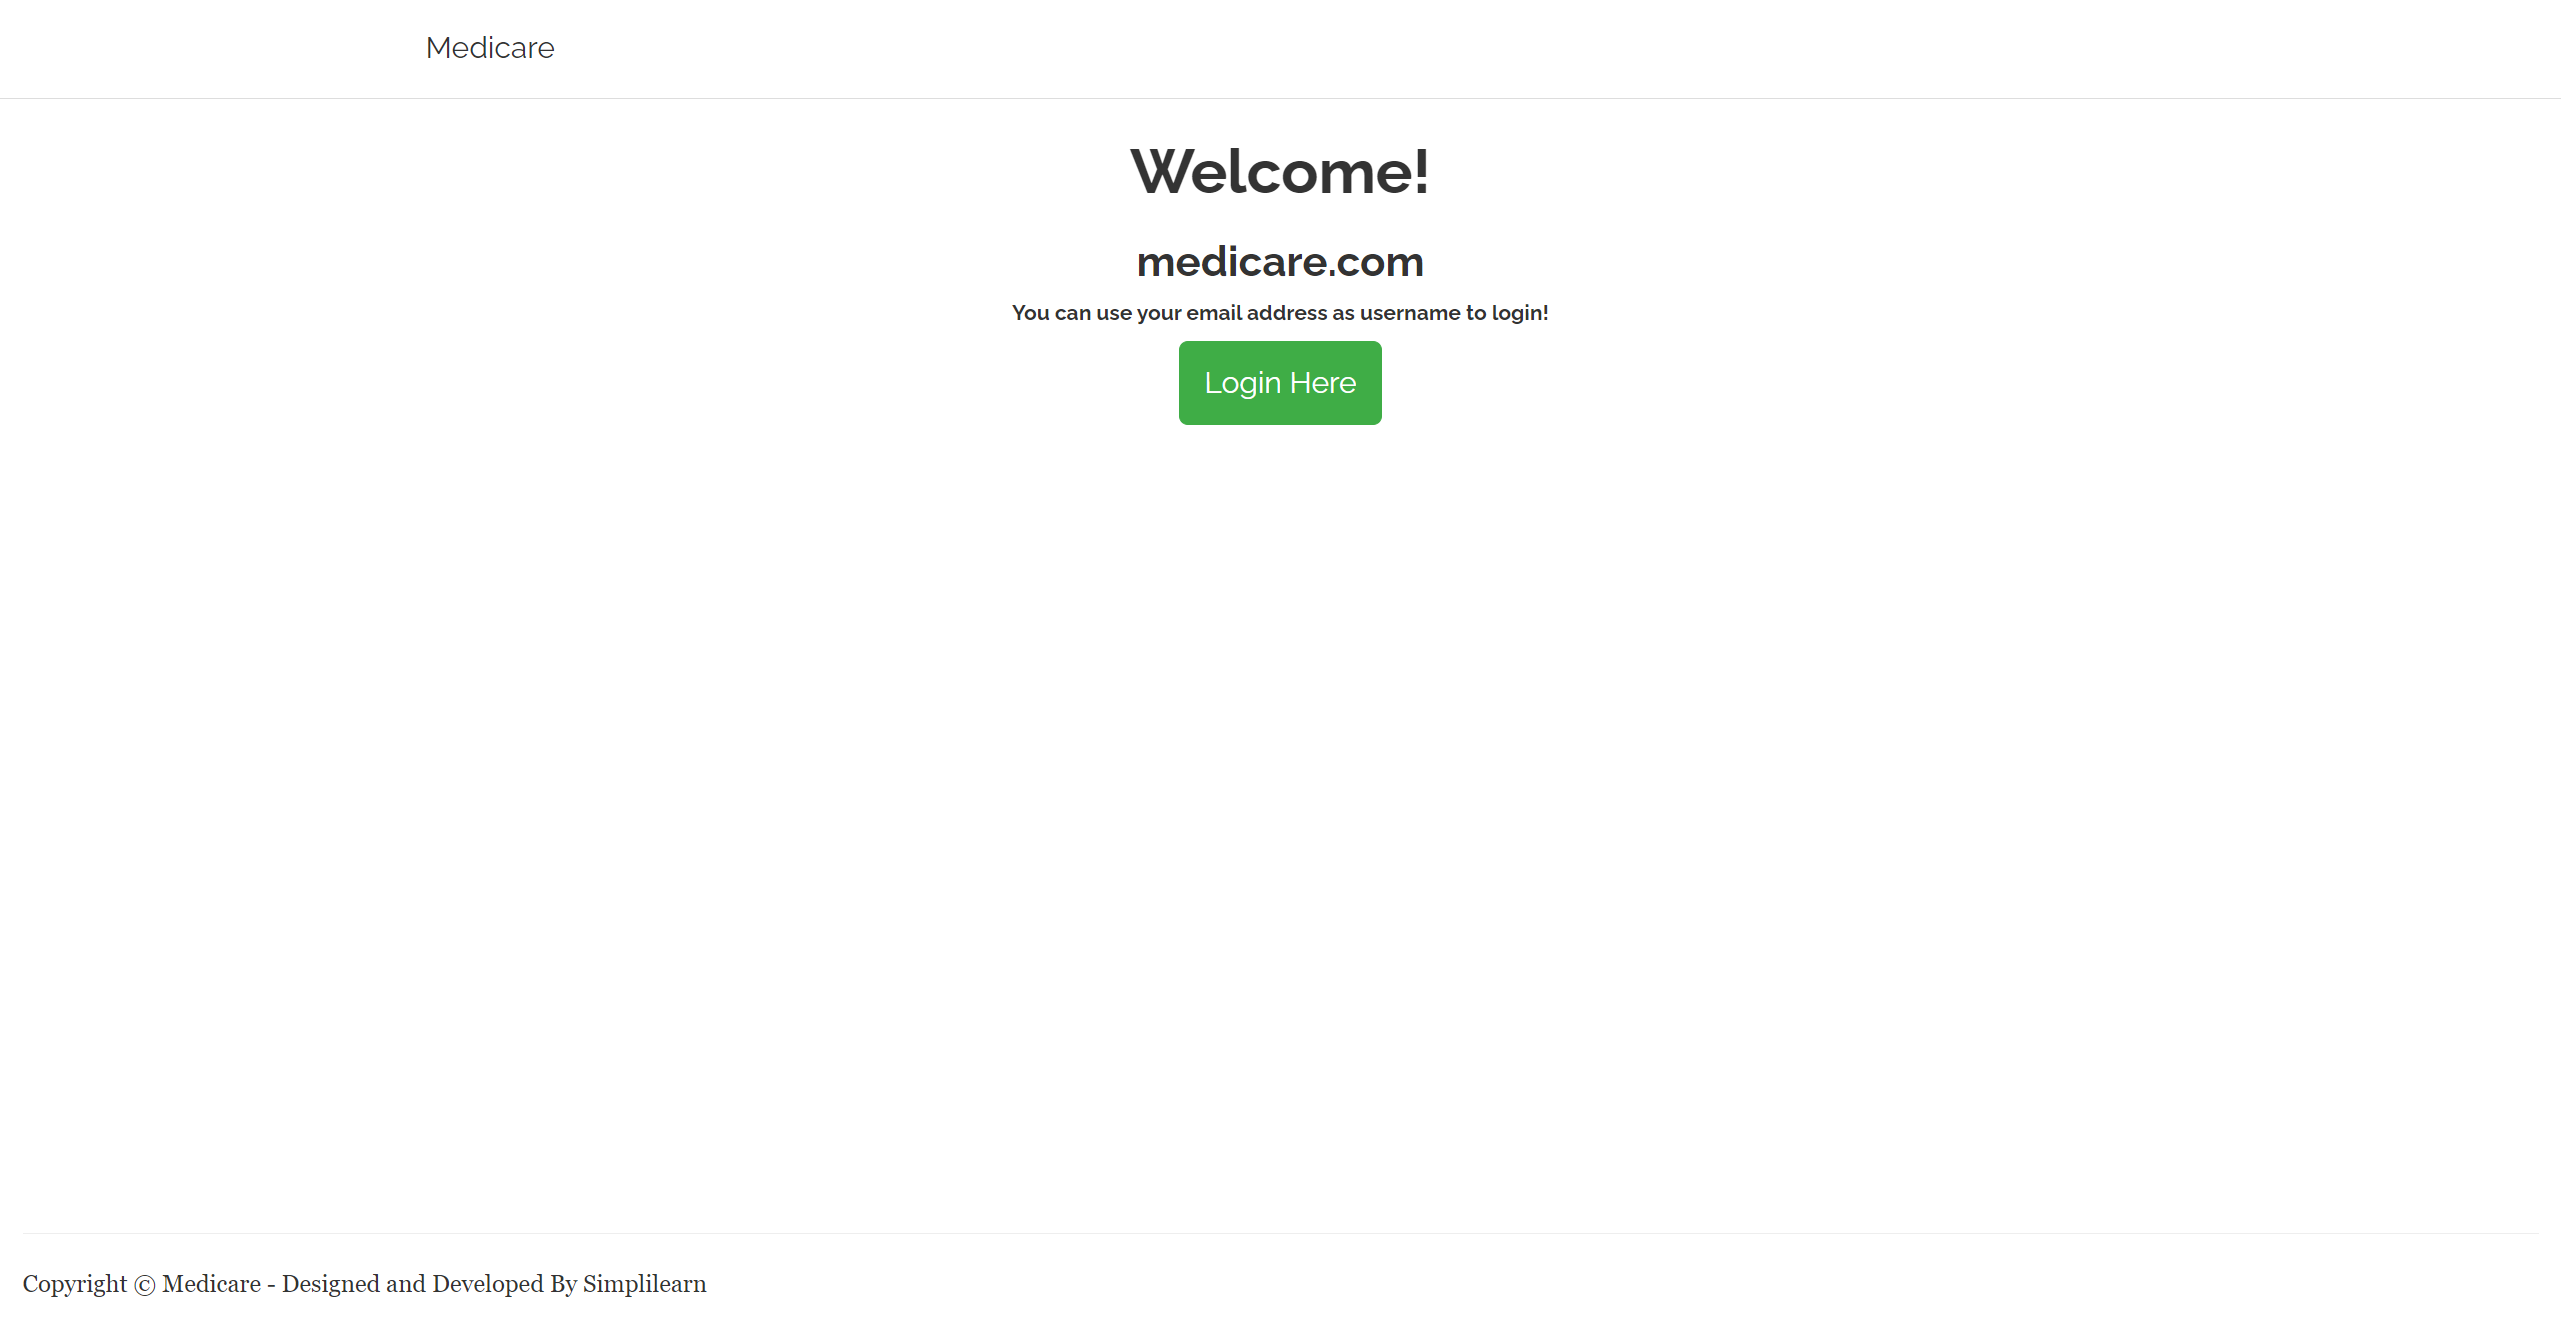 Medicare
Welcome!
medicare.com
You can use your email address as username to login!
Login Here
Copyright © Medicare - Designed and Developed By Simplilearn